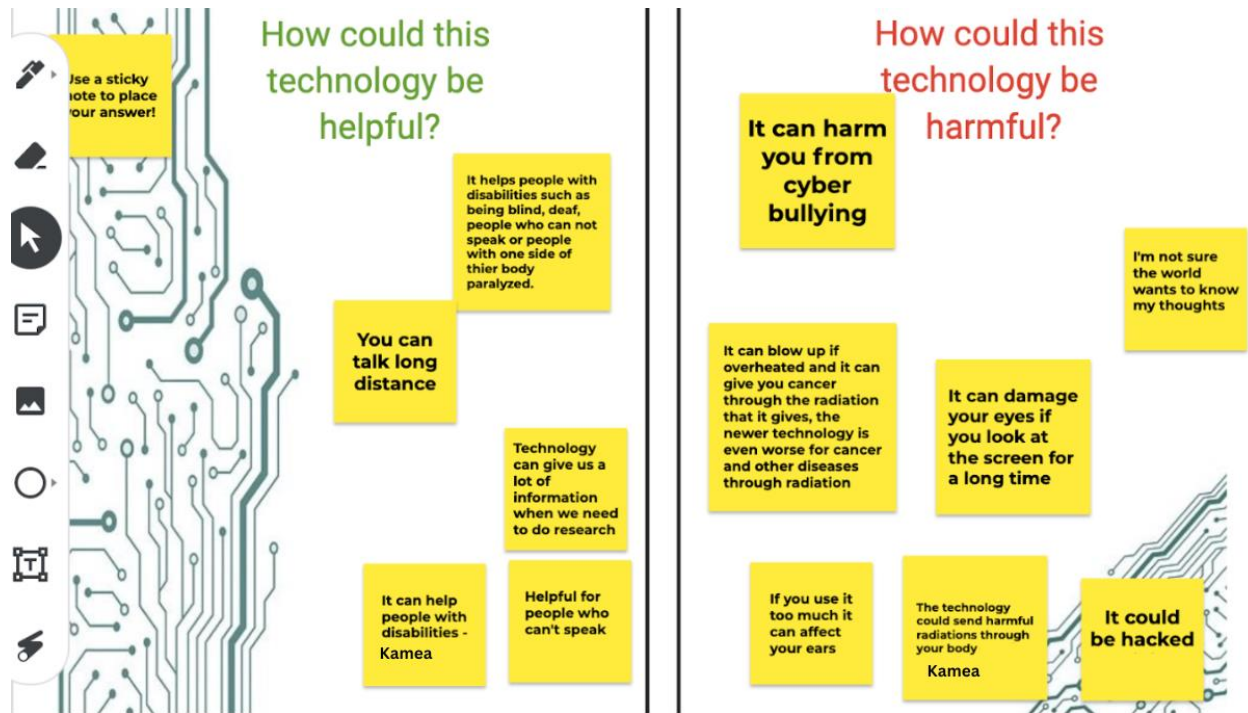 Use a sticky
note to place
your answer!
How could this
technology be
helpful?
It helps people with
disabilities such as
being blind, deaf,
people who can not
speak or people
with one side of
thier body
paralyzed.
You can
talk long
distance
Technology
can give us a
lot of
information
when we need
to do research
It can help
people with
disabilities -
Kamea
Helpful for
people who
can't speak
How could this
technology be
harmful?
It can harm
you from
cyber
bullying
I'm not sure
the world
wants to know
my thoughts
It can blow up if
overheated and it can
give you cancer
through the radiation
that it gives, the
newer technology is
even worse for cancer
and other diseases
through radiation
It can damage
your eyes if
you look at
the screen for
a long time
If you use it
too much it
can affect
your ears
The technology
could send harmful
radiations through
your body
Kamea
It could
be hacked